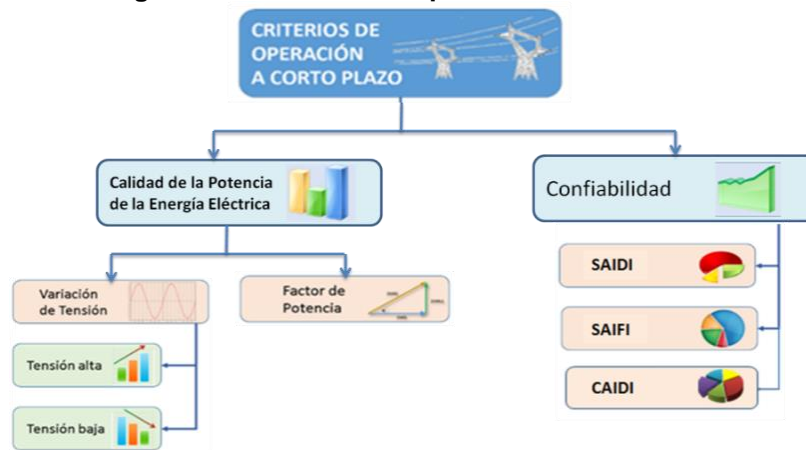 CRITERIOS DE
OPERACIÓN
A CORTO PLAZO
Calidad de la Potencia
de la Energía Eléctrica
Confiabilidad
Variación
de Tensión
Factor de
Potencia
SAIDI
SAIFI
CAIDI
Tensión alta
Tensión baja